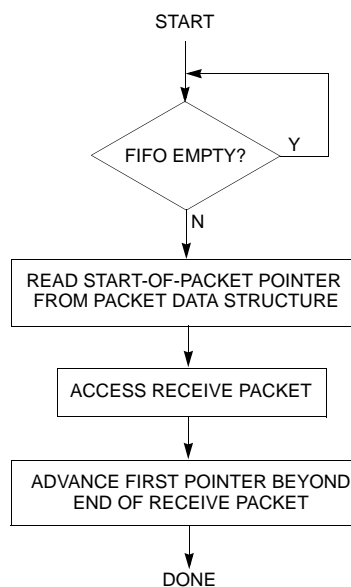 START
FIFO EMPTY?
Y
N
READ START-OF-PACKET POINTER
FROM PACKET DATA STRUCTURE
ACCESS RECEIVE PACKET
ADVANCE FIRST POINTER BEYOND
END OF RECEIVE PACKET
DONE